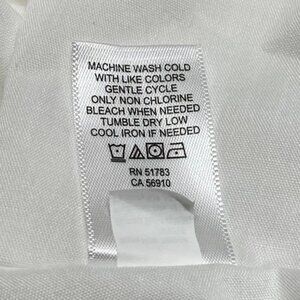 MACHINE WASH COLD
WITH LIKE COLORS
GENTLE CYCLE
ONLY NON CHLORINE
BLEACH WHEN NEEDED
TUMBLE DRY LOW
COOL IRON IF NEEDED
RN 51783
CA 56910